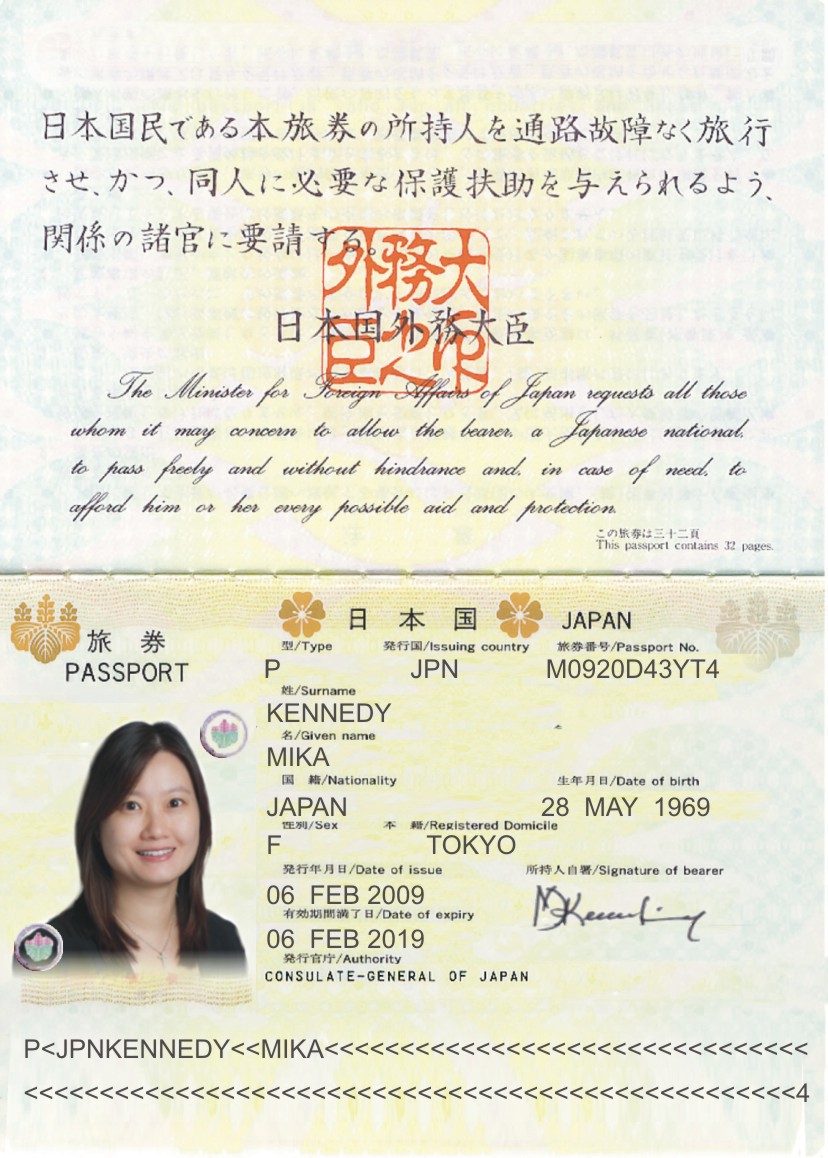 日本国民である本旅券の所持人を通路故障なく旅行
させ、かつ、同人に必要な保護扶助を与えられるよう、
関係の諸官に要請する。
日本国外務大臣
The Minister for Foreign Affairs of Japan requests all those
whom it may concern to allow the bearer, a Japanese national,
to pass freely and without hindrance and, in case of need, to
afford him or her every possible aid and protection.
この旅券は三十二頁
This passport contains 32 pages.
旅券 日本国 JAPAN
PASSPORT
型/Type 発行国/Issuing country 旅券番号/Passport No.
P JPN M0920D43YT4
姓/Surname
KENNEDY
名/Given name
MIKA
国籍/Nationality 生年月日/Date of birth
JAPAN 28 MAY 1969
性別/Sex 本籍/Registered Domicile
F TOKYO
発行年月日/Date of issue 所持人自署/Signature of bearer
06 FEB 2009
有効期間満了日/Date of expiry
06 FEB 2019
発行官庁/Authority
CONSULATE-GENERAL OF JAPAN
P<JPNKENNEDY<<MIKA<<<<<<<<<<<<<<<<<<<<<<<<<<<<<<<<
<<<<<<<<<<<<<<<<<<<<<<<<<<<<<<<<<<<<<<<<<<<<<<<<<<<4